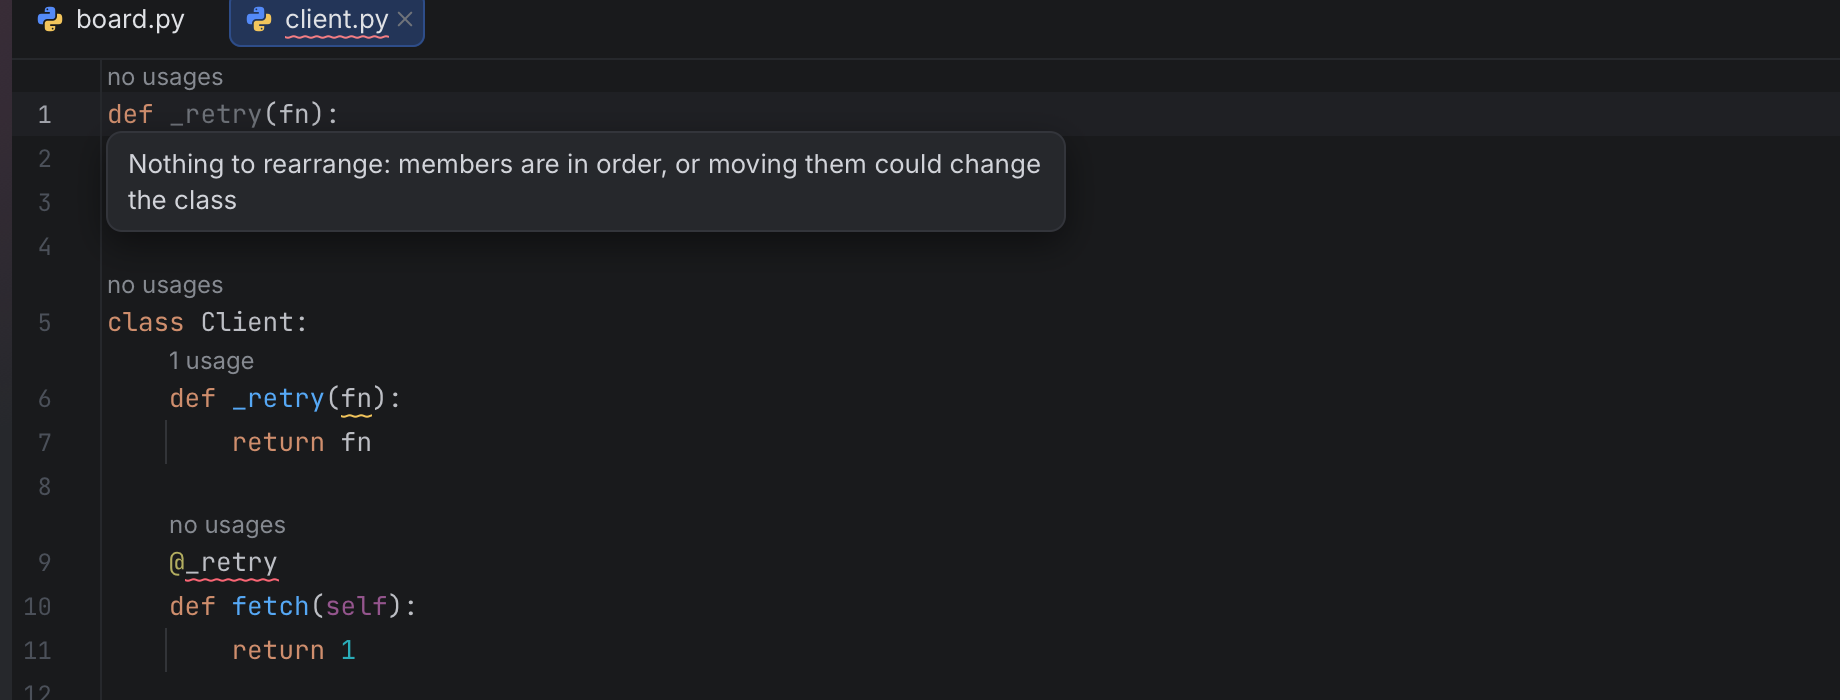 board.py
client.py
no usages
1 def _retry(fn):
2
Nothing to rearrange: members are in order, or moving them could change
the class
3
4
no usages
5 class Client:
1 usage
6 def _retry(fn):
7 return fn
8
no usages
9 @_retry
10 def fetch(self):
11 return 1
12